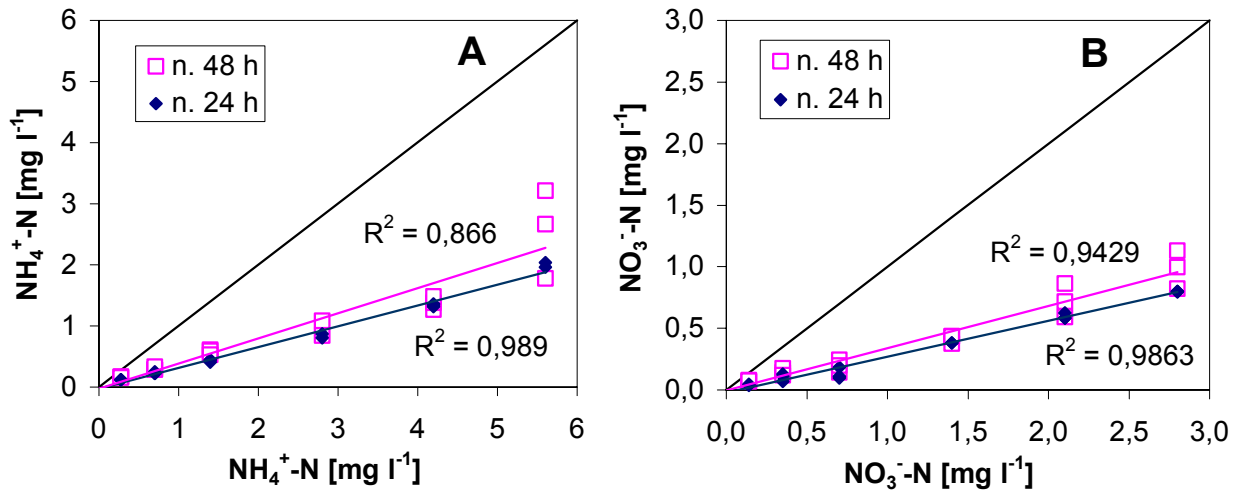 A
n. 48 h
n. 24 h
NH₄⁺-N [mg l⁻¹]
6
5
4
3
2
1
0
R² = 0,866
R² = 0,989
0 1 2 3 4 5 6
NH₄⁺-N [mg l⁻¹]
B
n. 48 h
n. 24 h
NO₃⁻-N [mg l⁻¹]
3,0
2,5
2,0
1,5
1,0
0,5
0,0
R² = 0,9429
R² = 0,9863
0,0 0,5 1,0 1,5 2,0 2,5 3,0
NO₃⁻-N [mg l⁻¹]